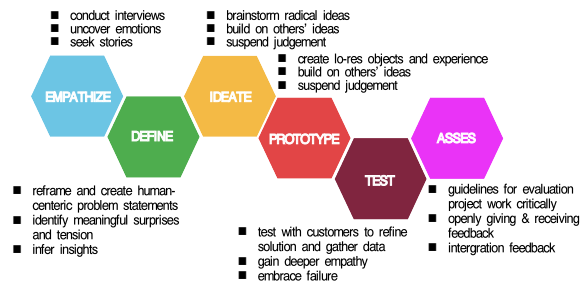 ■ conduct interviews
■ uncover emotions
■ seek stories
■ brainstorm radical ideas
■ build on others' ideas
■ suspend judgement
■ create lo-res objects and experience
■ build on others' ideas
■ suspend judgement
EMPATHIZE
DEFINE
IDEATE
PROTOTYPE
TEST
ASSES
■ reframe and create human-
centric problem statements
■ identify meaningful surprises
and tension
■ infer insights
■ test with customers to refine
solution and gather data
■ gain deeper empathy
■ embrace failure
■ guidelines for evaluation
project work critically
■ openly giving & receiving
feedback
■ intergration feedback